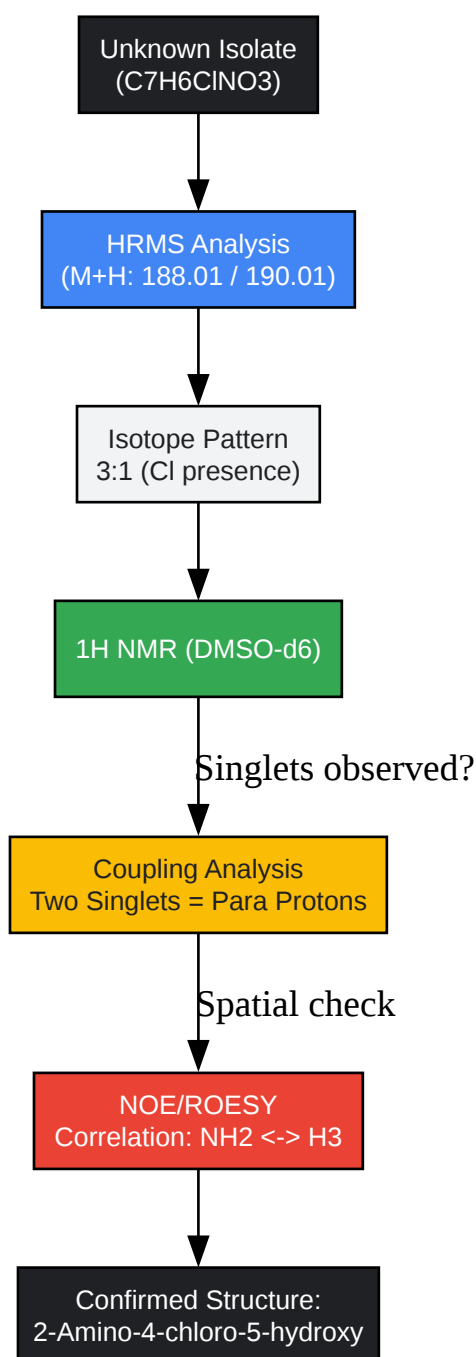 Unknown Isolate
(C7H6ClNO3)
HRMS Analysis
(M+H: 188.01 / 190.01)
Isotope Pattern
3:1 (Cl presence)
1H NMR (DMSO-d6)
Singlets observed?
Coupling Analysis
Two Singlets = Para Protons
Spatial check
NOE/ROESY
Correlation: NH2 <-> H3
Confirmed Structure:
2-Amino-4-chloro-5-hydroxy